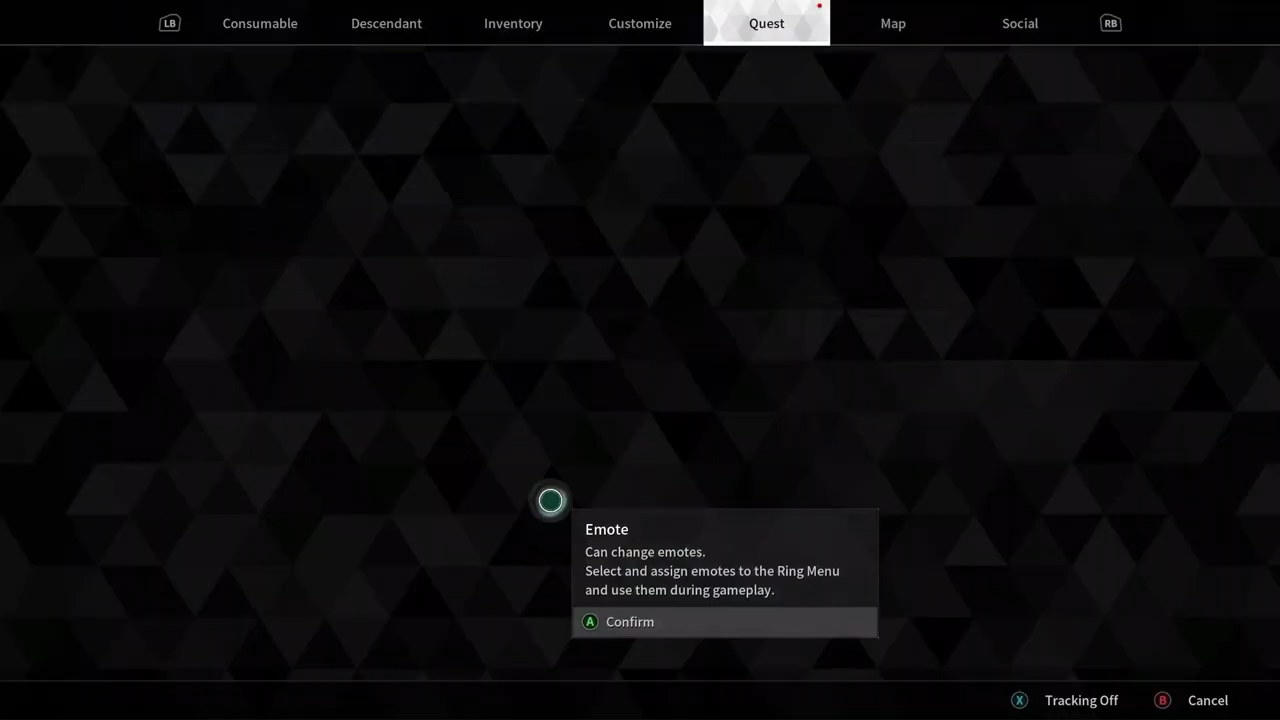 LB Consumable Descendant Inventory Customize Quest Map Social RB
Emote
Can change emotes.
Select and assign emotes to the Ring Menu
and use them during gameplay.
A Confirm
X Tracking Off B Cancel